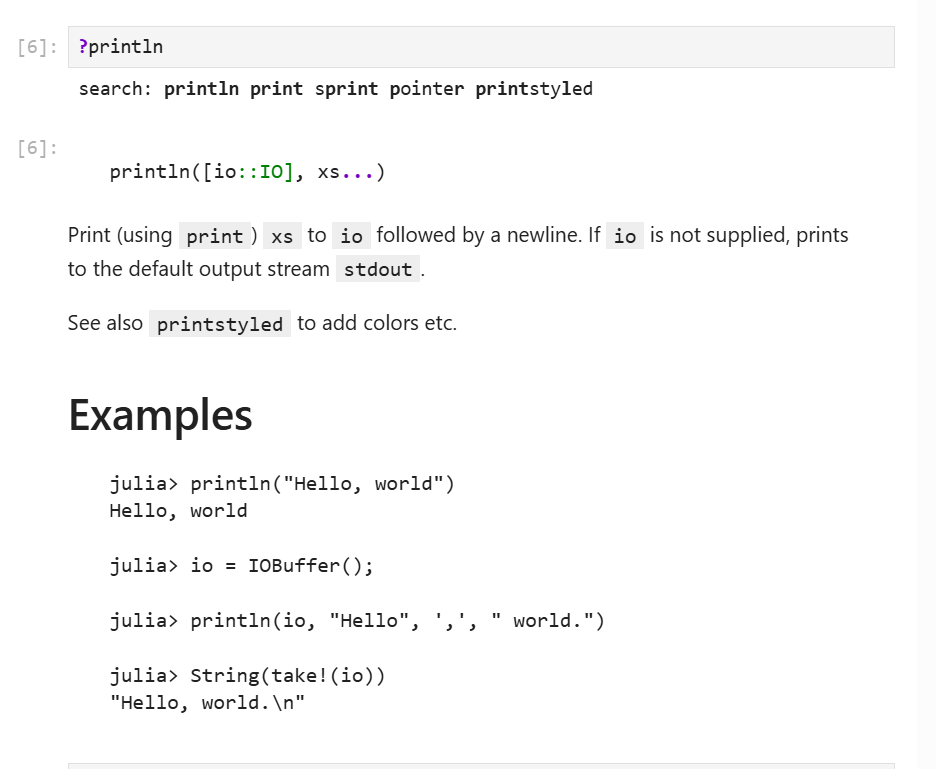 [6]: ?println
search: println print sprint pointer printstyled
[6]:
println([io::IO], xs...)
Print (using print ) xs to io followed by a newline. If io is not supplied, prints
to the default output stream stdout .
See also printstyled to add colors etc.
Examples
julia> println("Hello, world")
Hello, world
julia> io = IOBuffer();
julia> println(io, "Hello", ',', " world.")
julia> String(take!(io))
"Hello, world.\n"